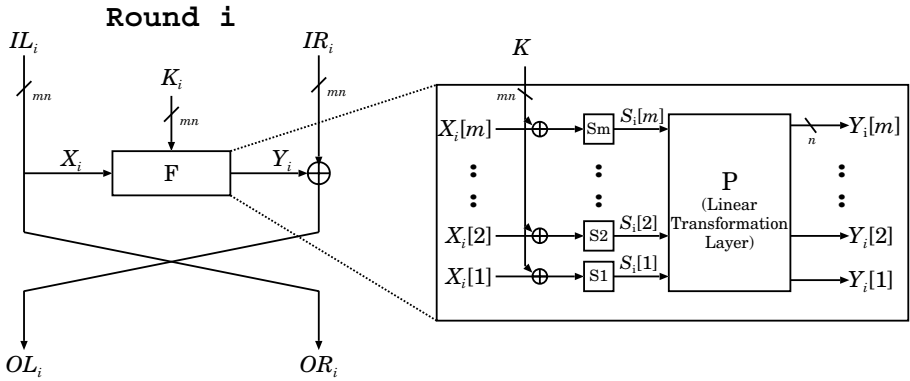 Round i
IL_i
IR_i
K
K_i
mn
mn
mn
mn
X_i[m]
Sm
S_i[m]
Y_i[m]
n
X_i
F
Y_i
P
(Linear
Transformation
Layer)
X_i[2]
S2
S_i[2]
Y_i[2]
X_i[1]
S1
S_i[1]
Y_i[1]
OL_i
OR_i